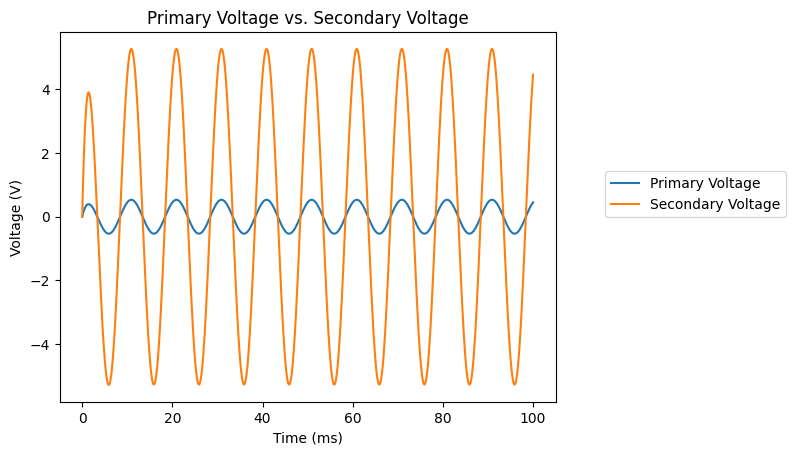 Primary Voltage vs. Secondary Voltage
Voltage (V)
4
2
0
−2
−4
0 20 40 60 80 100
Time (ms)
Primary Voltage
Secondary Voltage